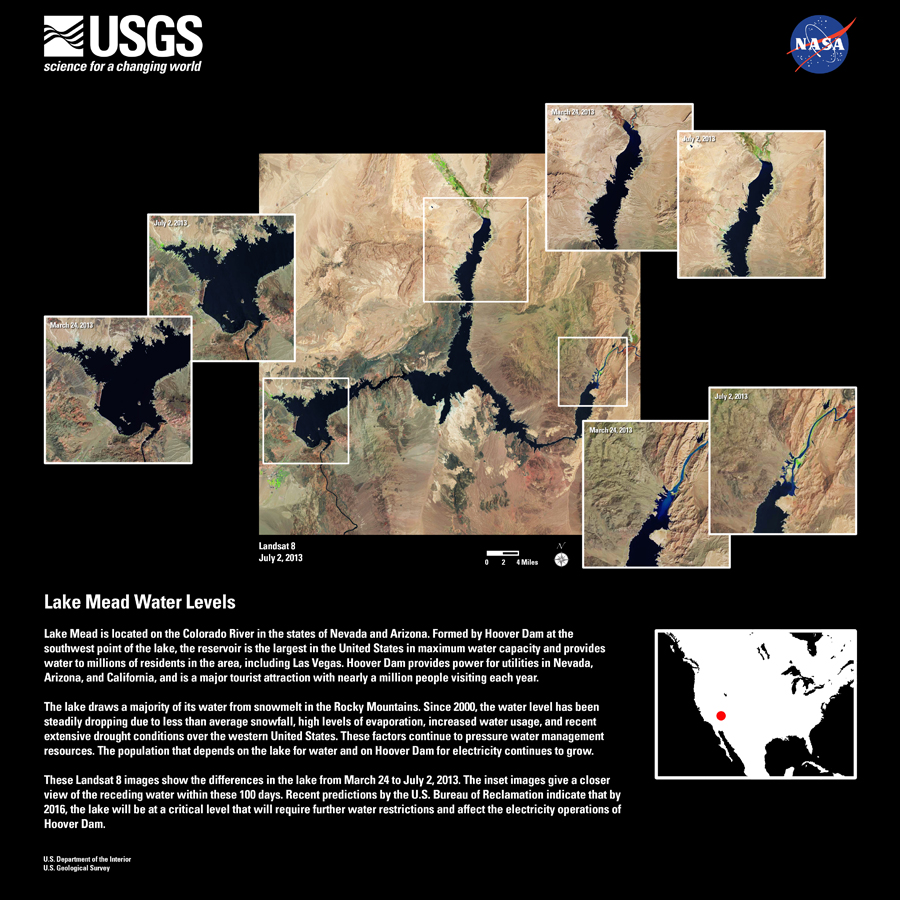 USGS
science for a changing world
NASA
March 24, 2013
July 2, 2013
July 2, 2013
March 24, 2013
July 2, 2013
March 24, 2013
Landsat 8
July 2, 2013
0 2 4 Miles
N
Lake Mead Water Levels
Lake Mead is located on the Colorado River in the states of Nevada and Arizona. Formed by Hoover Dam at the
southwest point of the lake, the reservoir is the largest in the United States in maximum water capacity and provides
water to millions of residents in the area, including Las Vegas. Hoover Dam provides power for utilities in Nevada,
Arizona, and California, and is a major tourist attraction with nearly a million people visiting each year.
The lake draws a majority of its water from snowmelt in the Rocky Mountains. Since 2000, the water level has been
steadily dropping due to less than average snowfall, high levels of evaporation, increased water usage, and recent
extensive drought conditions over the western United States. These factors continue to pressure water management
resources. The population that depends on the lake for water and on Hoover Dam for electricity continues to grow.
These Landsat 8 images show the differences in the lake from March 24 to July 2, 2013. The inset images give a closer
view of the receding water within these 100 days. Recent predictions by the U.S. Bureau of Reclamation indicate that by
2016, the lake will be at a critical level that will require further water restrictions and affect the electricity operations of
Hoover Dam.
U.S. Department of the Interior
U.S. Geological Survey